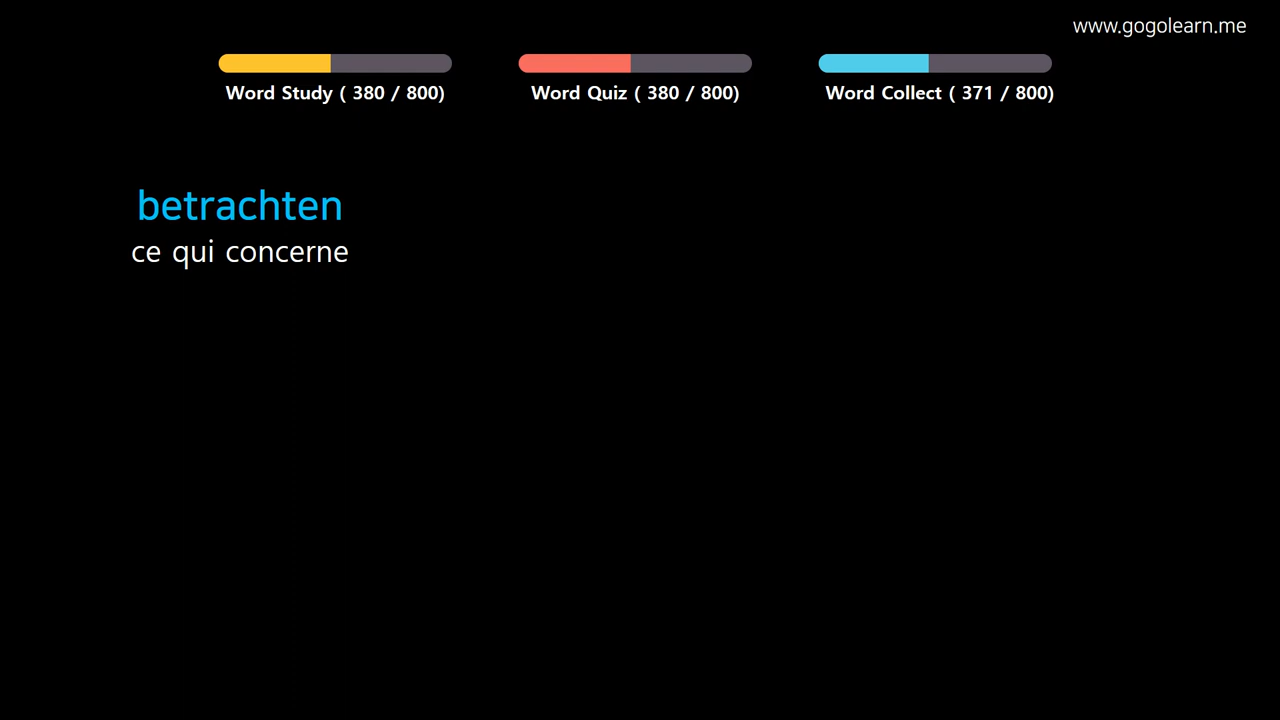 www.gogolearn.me
Word Study ( 380 / 800)
Word Quiz ( 380 / 800)
Word Collect ( 371 / 800)
betrachten
ce qui concerne